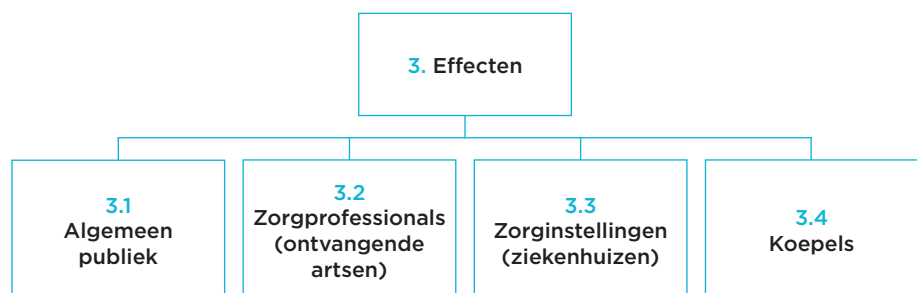 3. Effecten
3.1
Algemeen
publiek
3.2
Zorgprofessionals
(ontvangende
artsen)
3.3
Zorginstellingen
(ziekenhuizen)
3.4
Koepels